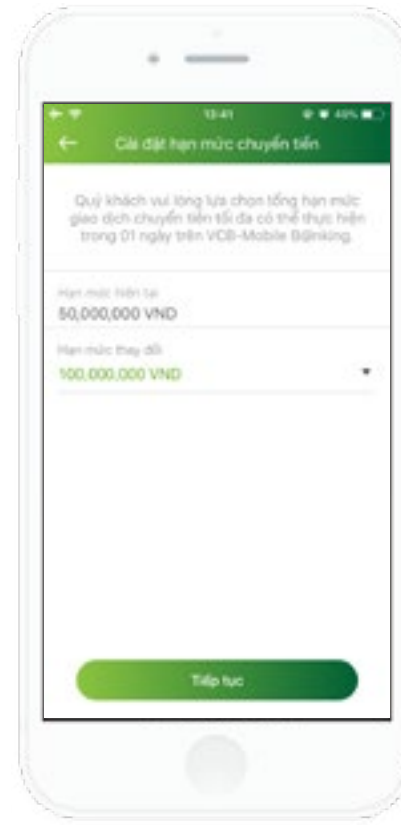 12:41
Cài đặt hạn mức chuyển tiền
Quý khách vui lòng lựa chọn tổng hạn mức
giao dịch chuyển tiền tối đa có thể thực hiện
trong 01 ngày trên VCB-Mobile B@nking.
Hạn mức hiện tại
50,000,000 VND
Hạn mức thay đổi
100,000,000 VND
Tiếp tục